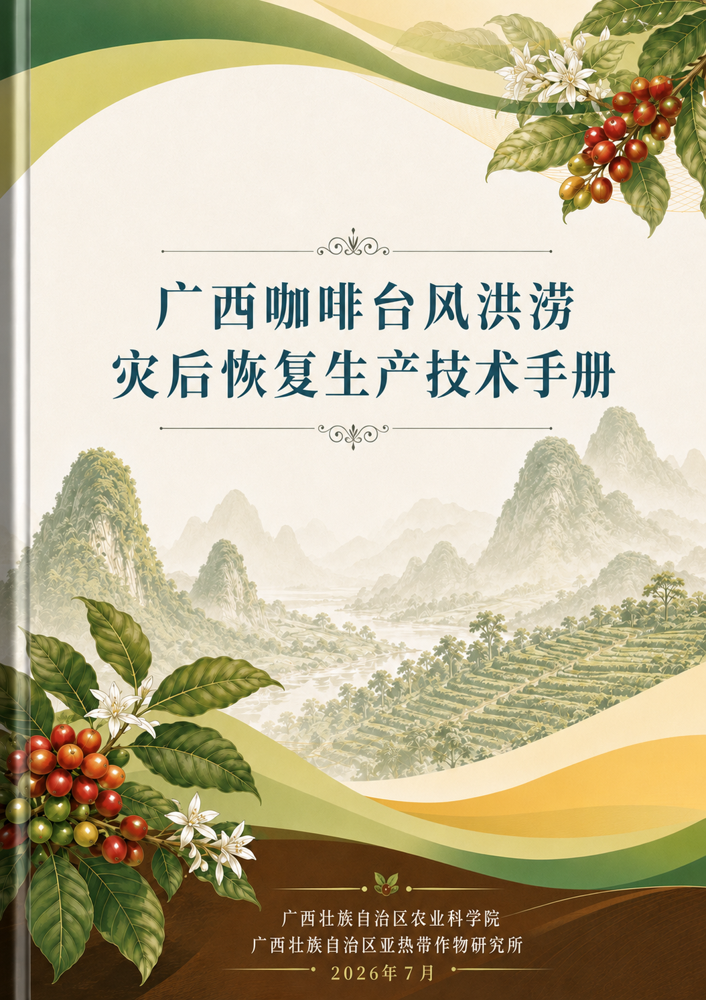 广西咖啡台风洪涝
灾后恢复生产技术手册
广西壮族自治区农业科学院
广西壮族自治区亚热带作物研究所
2026年7月